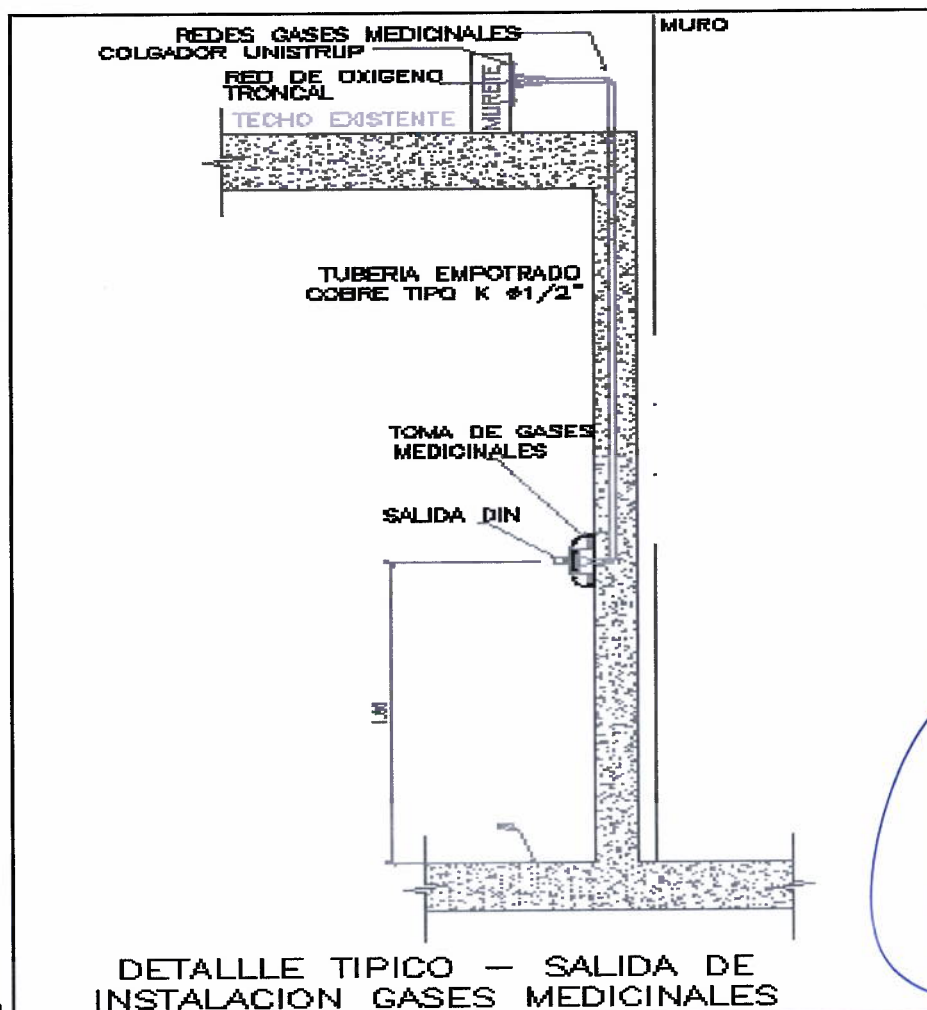 MURO
REDES GASES MEDICINALES
COLGADOR UNISTRUP
RED DE OXIGENO
TRONCAL
MURETE
TECHO EXISTENTE
TUBERIA EMPOTRADO
COBRE TIPO K ø1/2"
TOMA DE GASES
MEDICINALES
SALIDA DIN
DETALLLE TIPICO — SALIDA DE
INSTALACION GASES MEDICINALES